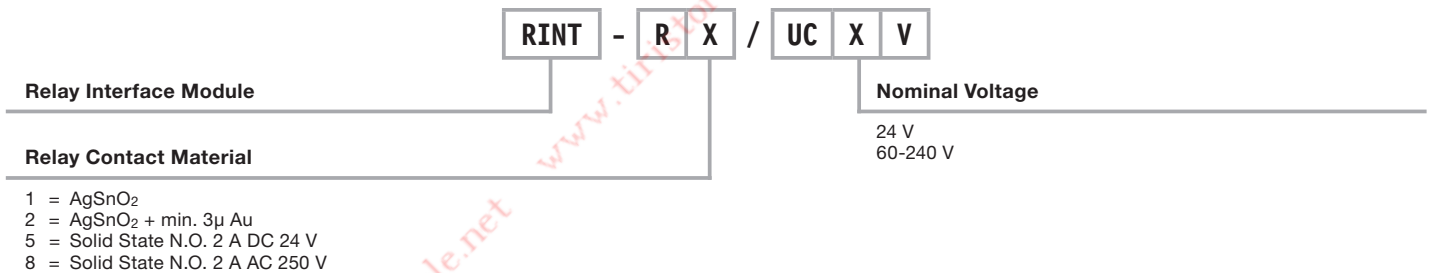 RINT - R X / UC X V
Relay Interface Module
Nominal Voltage
24 V
60-240 V
Relay Contact Material
1 = AgSnO2
2 = AgSnO2 + min. 3µ Au
5 = Solid State N.O. 2 A DC 24 V
8 = Solid State N.O. 2 A AC 250 V